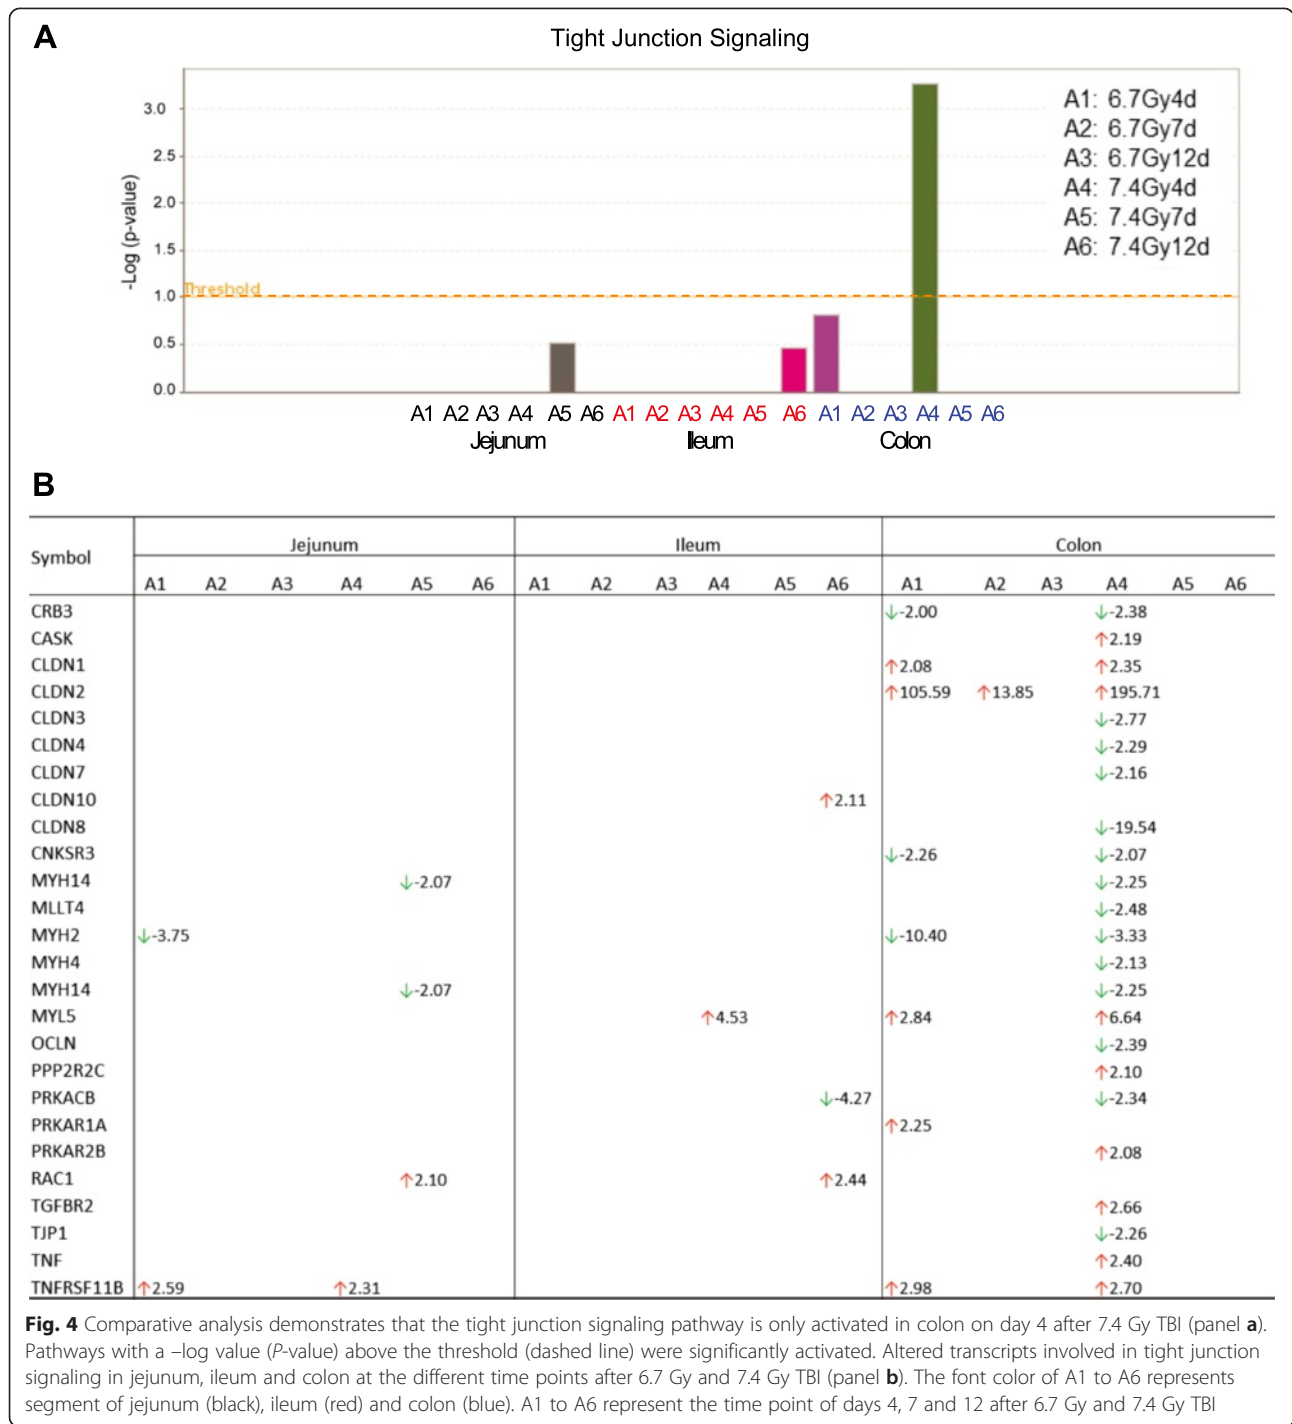 A
Tight Junction Signaling
-Log (p-value)
3.0
2.5
2.0
1.5
1.0
0.5
0.0
Threshold
A1: 6.7Gy4d
A2: 6.7Gy7d
A3: 6.7Gy12d
A4: 7.4Gy4d
A5: 7.4Gy7d
A6: 7.4Gy12d
A1 A2 A3 A4 A5 A6 A1 A2 A3 A4 A5 A6 A1 A2 A3 A4 A5 A6
Jejunum Ileum Colon
B
Symbol Jejunum Ileum Colon
A1 A2 A3 A4 A5 A6 A1 A2 A3 A4 A5 A6 A1 A2 A3 A4 A5 A6
CRB3 ↓-2.00 ↓-2.38
CASK ↑2.19
CLDN1 ↑2.08 ↑2.35
CLDN2 ↑105.59 ↑13.85 ↑195.71
CLDN3 ↓-2.77
CLDN4 ↓-2.29
CLDN7 ↓-2.16
CLDN10 ↑2.11
CLDN8 ↓-19.54
CNKSR3 ↓-2.26 ↓-2.07
MYH14 ↓-2.07 ↓-2.25
MLLT4 ↓-2.48
MYH2 ↓-3.75 ↓-10.40 ↓-3.33
MYH4 ↓-2.13
MYH14 ↓-2.07 ↓-2.25
MYL5 ↑4.53 ↑2.84 ↑6.64
OCLN ↓-2.39
PPP2R2C ↑2.10
PRKACB ↓-4.27 ↓-2.34
PRKAR1A ↑2.25
PRKAR2B ↑2.08
RAC1 ↑2.10 ↑2.44
TGFBR2 ↑2.66
TJP1 ↓-2.26
TNF ↑2.40
TNFRSF11B ↑2.59 ↑2.31 ↑2.98 ↑2.70
Fig. 4 Comparative analysis demonstrates that the tight junction signaling pathway is only activated in colon on day 4 after 7.4 Gy TBI (panel a).
Pathways with a –log value (P-value) above the threshold (dashed line) were significantly activated. Altered transcripts involved in tight junction
signaling in jejunum, ileum and colon at the different time points after 6.7 Gy and 7.4 Gy TBI (panel b). The font color of A1 to A6 represents
segment of jejunum (black), ileum (red) and colon (blue). A1 to A6 represent the time point of days 4, 7 and 12 after 6.7 Gy and 7.4 Gy TBI